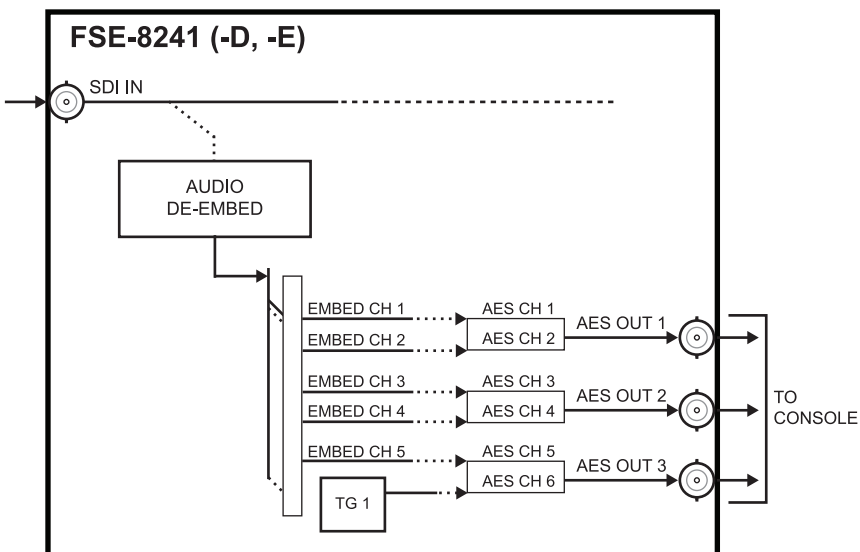 FSE-8241 (-D, -E)
SDI IN
AUDIO
DE-EMBED
EMBED CH 1
AES CH 1
AES OUT 1
EMBED CH 2
AES CH 2
EMBED CH 3
AES CH 3
AES OUT 2
EMBED CH 4
AES CH 4
TO
CONSOLE
EMBED CH 5
AES CH 5
AES OUT 3
AES CH 6
TG 1